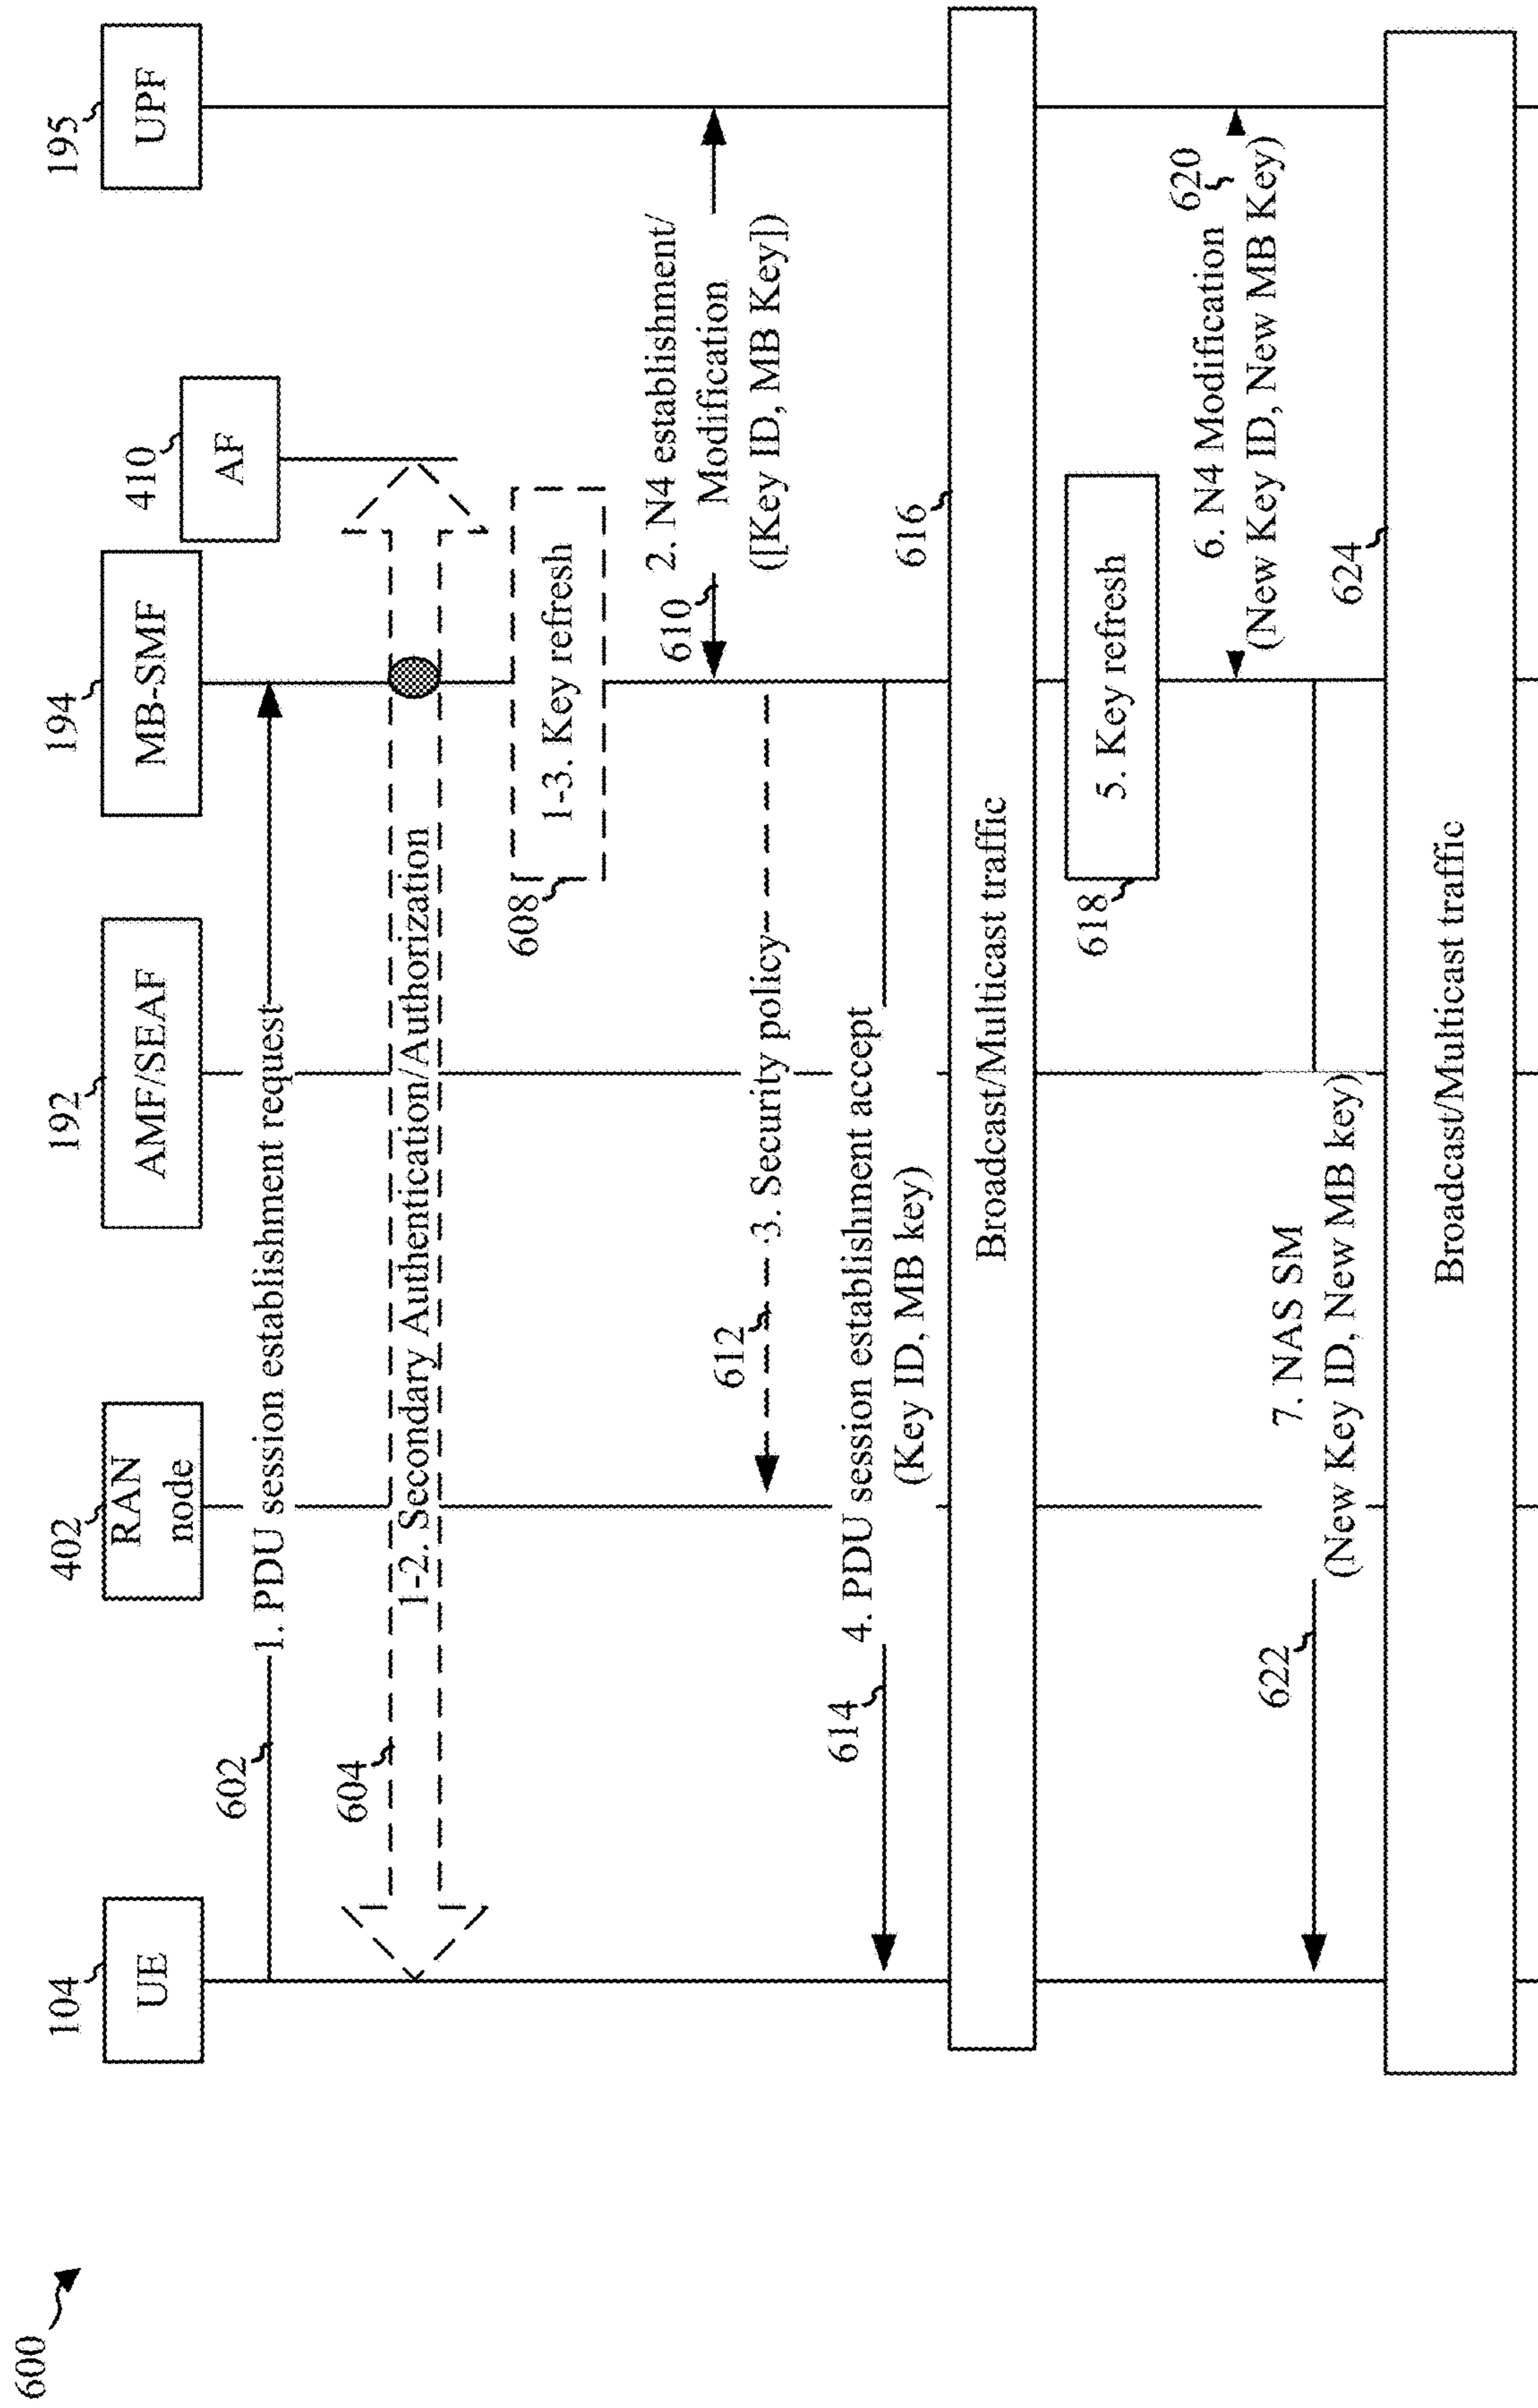 600
104
UE
402
RAN
node
192
AMF/SEAF
194
MB-SMF
410
AF
195
UPF
602
1. PDU session establishment request
604
1-2. Secondary Authentication/Authorization
608
1-3. Key refresh
610
2. N4 establishment/
Modification
([Key ID, MB Key])
612
3. Security policy
614
4. PDU session establishment accept
(Key ID, MB key)
616
Broadcast/Multicast traffic
618
5. Key refresh
620
6. N4 Modification
(New Key ID, New MB Key)
622
7. NAS SM
(New Key ID, New MB key)
624
Broadcast/Multicast traffic